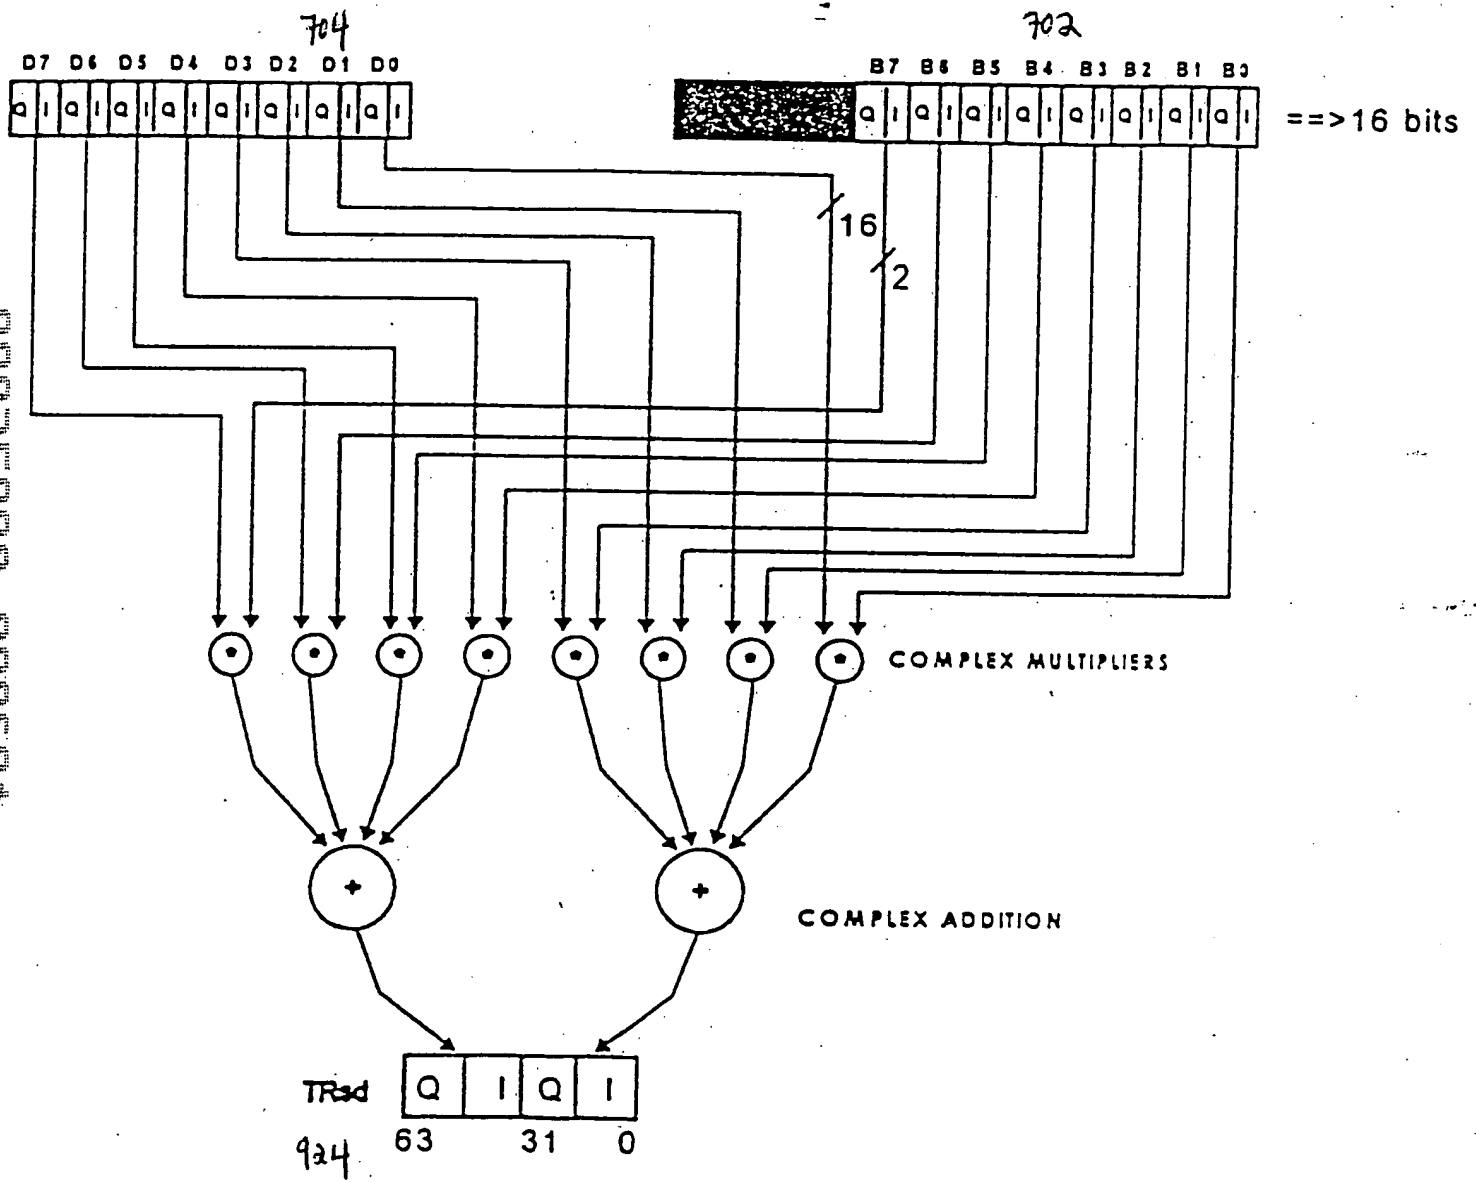 704
702
D7 D6 D5 D4 D3 D2 D1 D0
B7 B6 B5 B4 B3 B2 B1 B0
Q I Q I Q I Q I Q I Q I Q I Q I
Q I Q I Q I Q I Q I Q I Q I Q I
==>16 bits
16
2
COMPLEX MULTIPLIERS
+ +
COMPLEX ADDITION
TRsd
Q I Q I
63 31 0
924